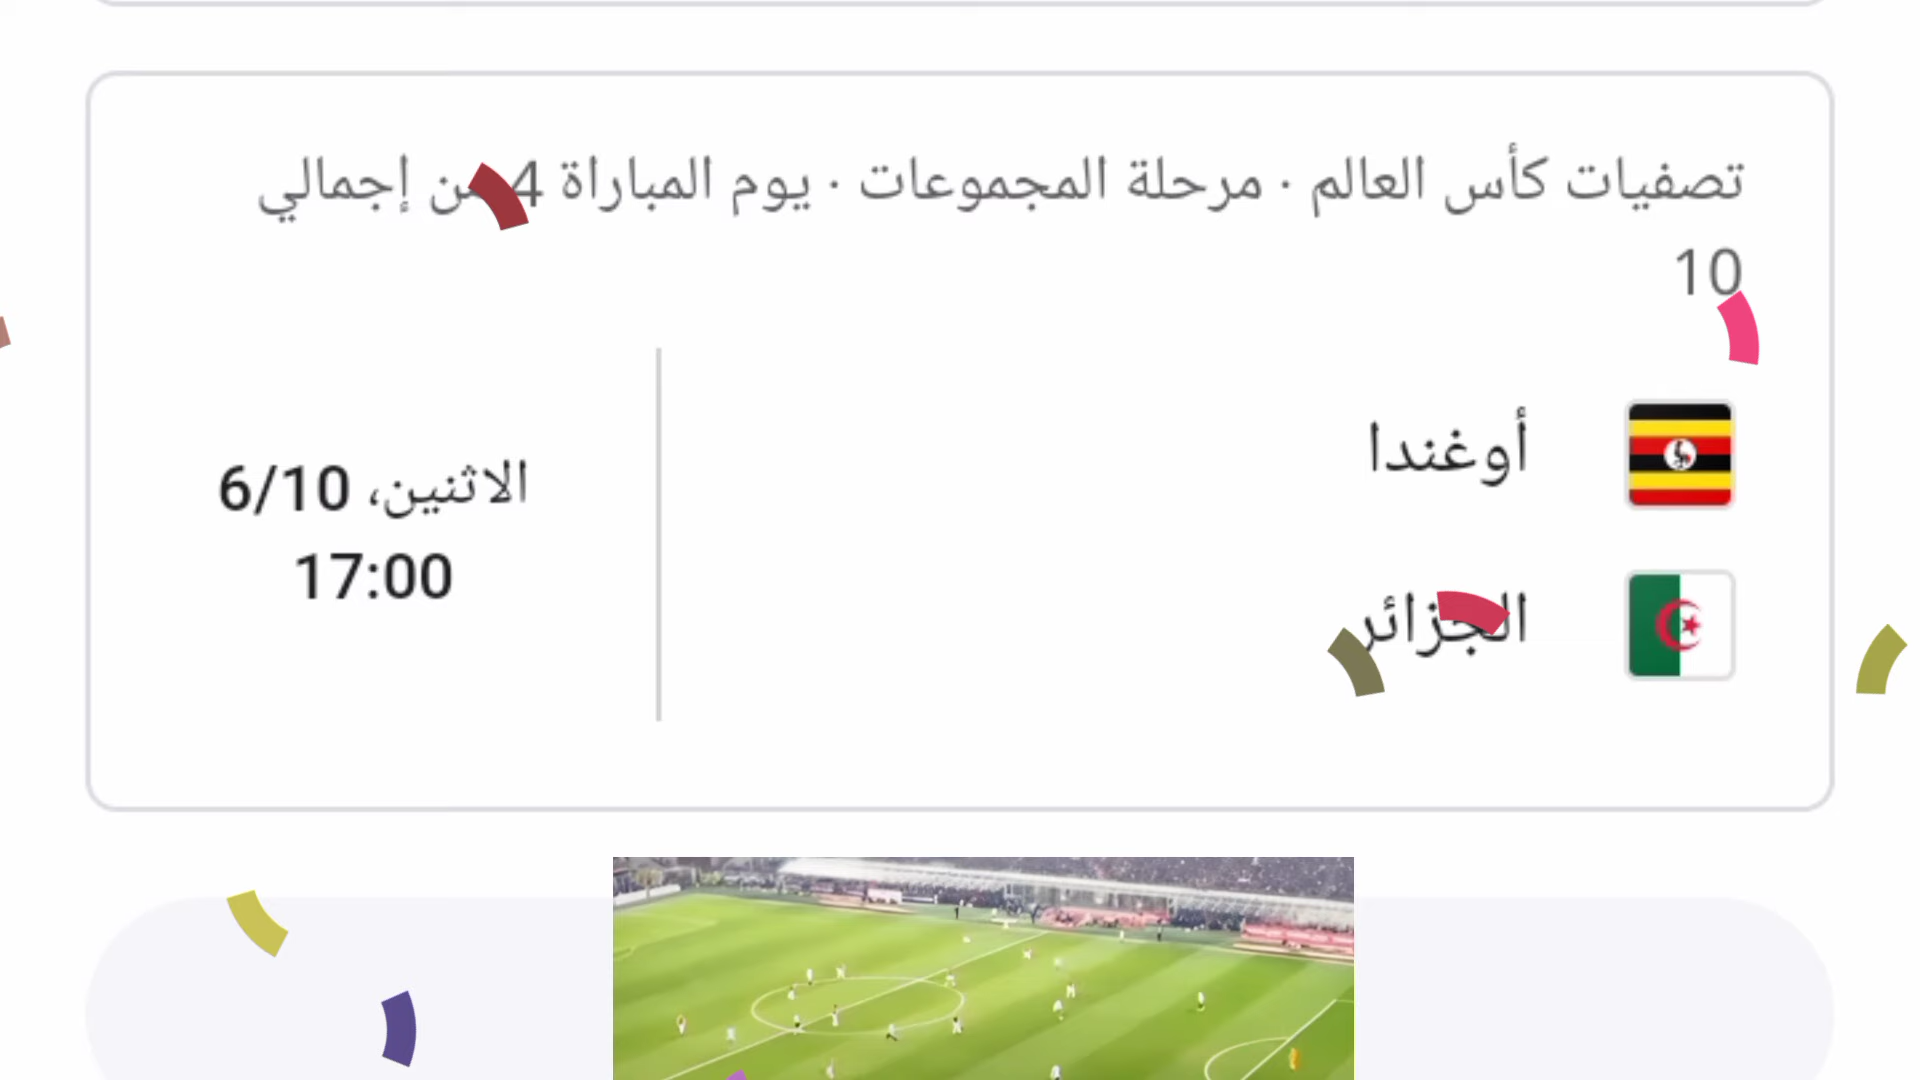 تصفيات كأس العالم · مرحلة المجموعات · يوم المباراة 4 من إجمالي
10
أوغندا
الجزائر
الاثنين، 6/10
17:00